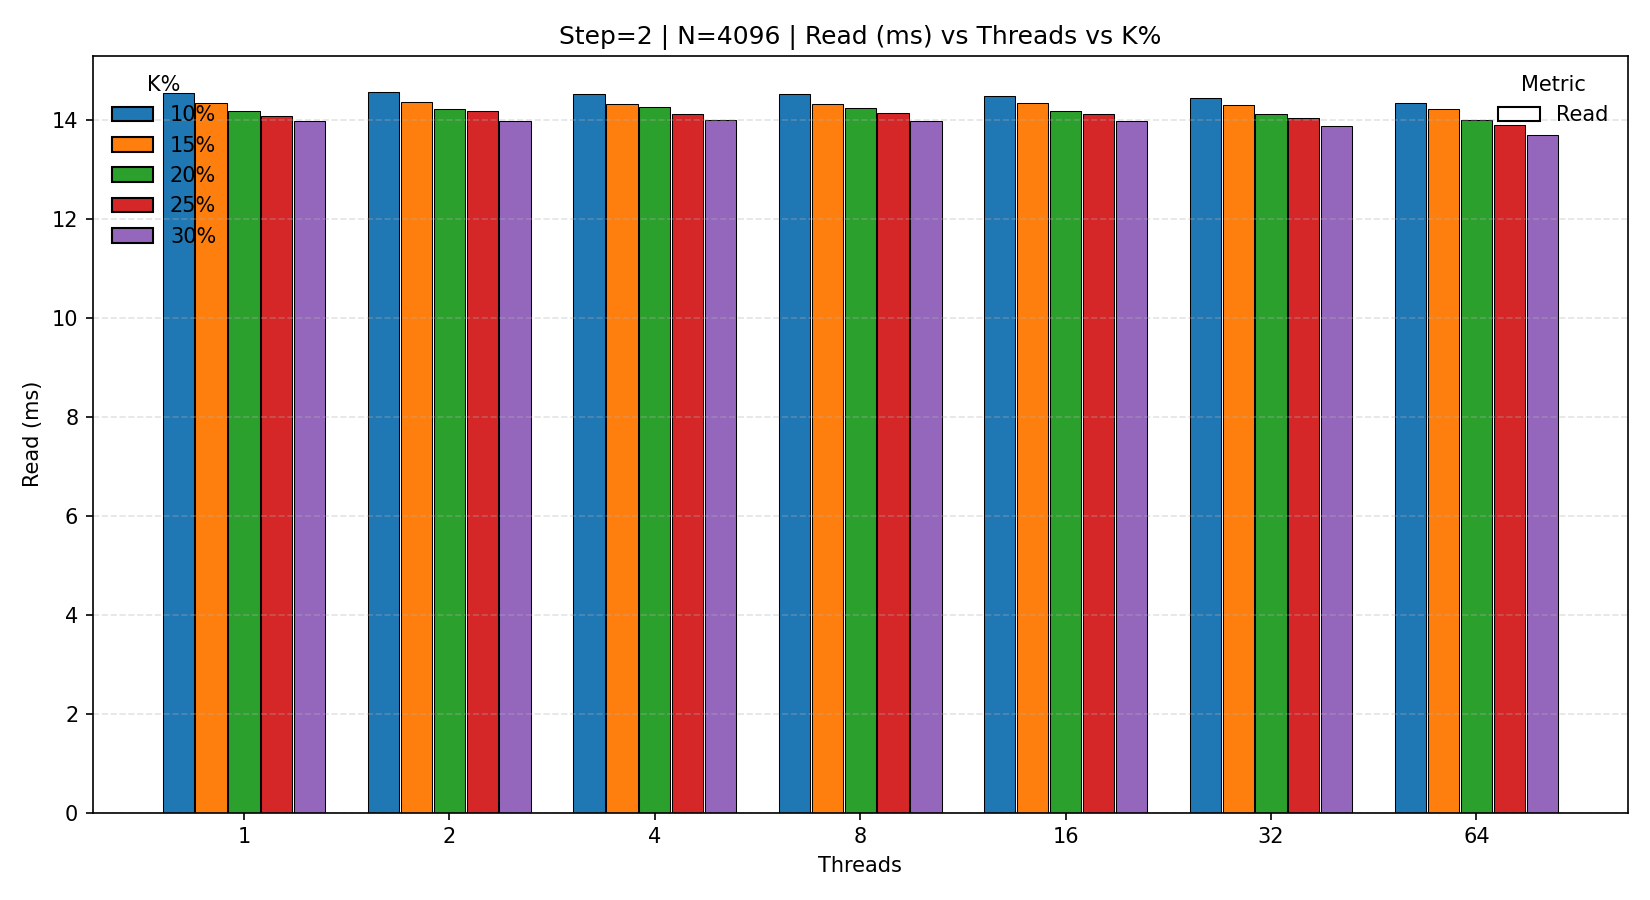 Step=2 | N=4096 | Read (ms) vs Threads vs K%
K%
10%
15%
20%
25%
30%
Metric
Read
Read (ms)
14
12
10
8
6
4
2
0
1 2 4 8 16 32 64
Threads